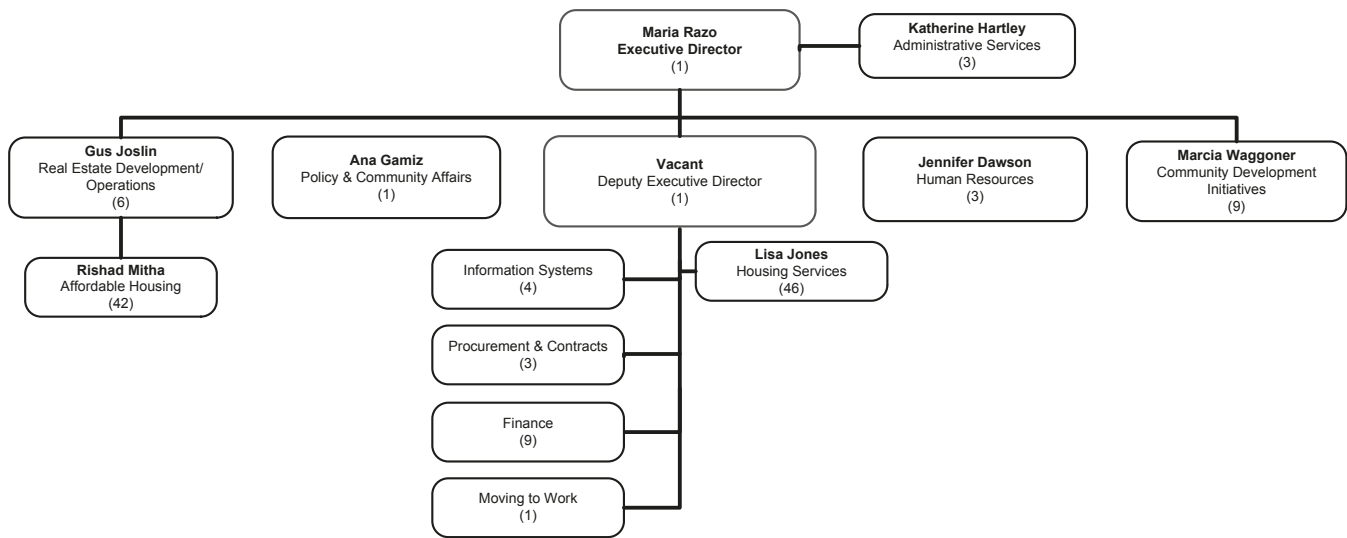 Maria Razo
Executive Director
(1)
Katherine Hartley
Administrative Services
(3)
Gus Joslin
Real Estate Development/
Operations
(6)
Ana Gamiz
Policy & Community Affairs
(1)
Vacant
Deputy Executive Director
(1)
Jennifer Dawson
Human Resources
(3)
Marcia Waggoner
Community Development
Initiatives
(9)
Rishad Mitha
Affordable Housing
(42)
Information Systems
(4)
Lisa Jones
Housing Services
(46)
Procurement & Contracts
(3)
Finance
(9)
Moving to Work
(1)